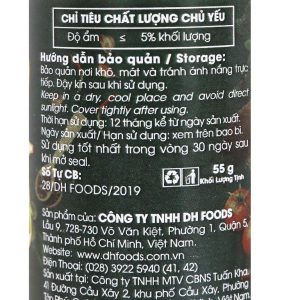 CHỈ TIÊU CHẤT LƯỢNG CHỦ YẾU
Độ ẩm ≤ 5% khối lượng
Hướng dẫn bảo quản / Storage:
Bảo quản nơi khô, mát và tránh ánh nắng trực
tiếp. Đậy kín sau khi sử dụng.
Keep in a dry, cool place and avoid direct
sunlight. Cover tightly after using.
Thời hạn sử dụng: 12 tháng kể từ ngày sản xuất.
Ngày sản xuất/ Hạn sử dụng: xem trên bao bì.
Sử dụng tốt nhất trong vòng 30 ngày sau
khi mở seal.
Số Tự CB:
28/DH FOODS/2019
55 g
Khối Lượng Tịnh
Sản phẩm của: CÔNG TY TNHH DH FOODS
Lầu 9, 728-730 Võ Văn Kiệt, Phường 1, Quận 5,
Thành phố Hồ Chí Minh, Việt Nam.
www.dhfoods.com.vn
Điện Thoại: (028) 3922 5940 (41, 42)
Sản xuất tại: Công ty TNHH MTV CBNS Tuấn Khai
41 Đường Cầu Xây 2, khu phố Cầu Xây, Phường